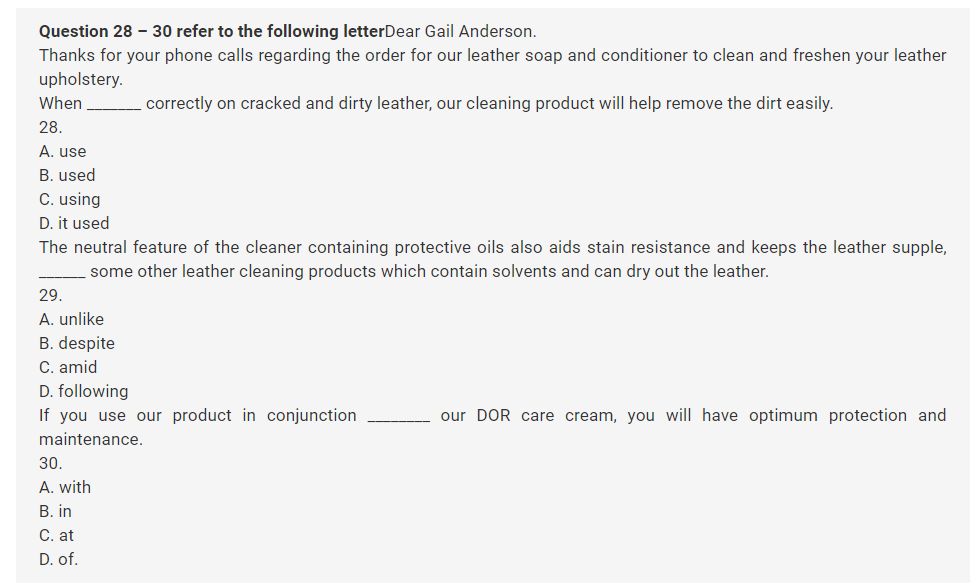 Question 28 – 30 refer to the following letterDear Gail Anderson.
Thanks for your phone calls regarding the order for our leather soap and conditioner to clean and freshen your leather
upholstery.
When _______ correctly on cracked and dirty leather, our cleaning product will help remove the dirt easily.
28.
A. use
B. used
C. using
D. it used
The neutral feature of the cleaner containing protective oils also aids stain resistance and keeps the leather supple,
______ some other leather cleaning products which contain solvents and can dry out the leather.
29.
A. unlike
B. despite
C. amid
D. following
If you use our product in conjunction ________ our DOR care cream, you will have optimum protection and
maintenance.
30.
A. with
B. in
C. at
D. of.